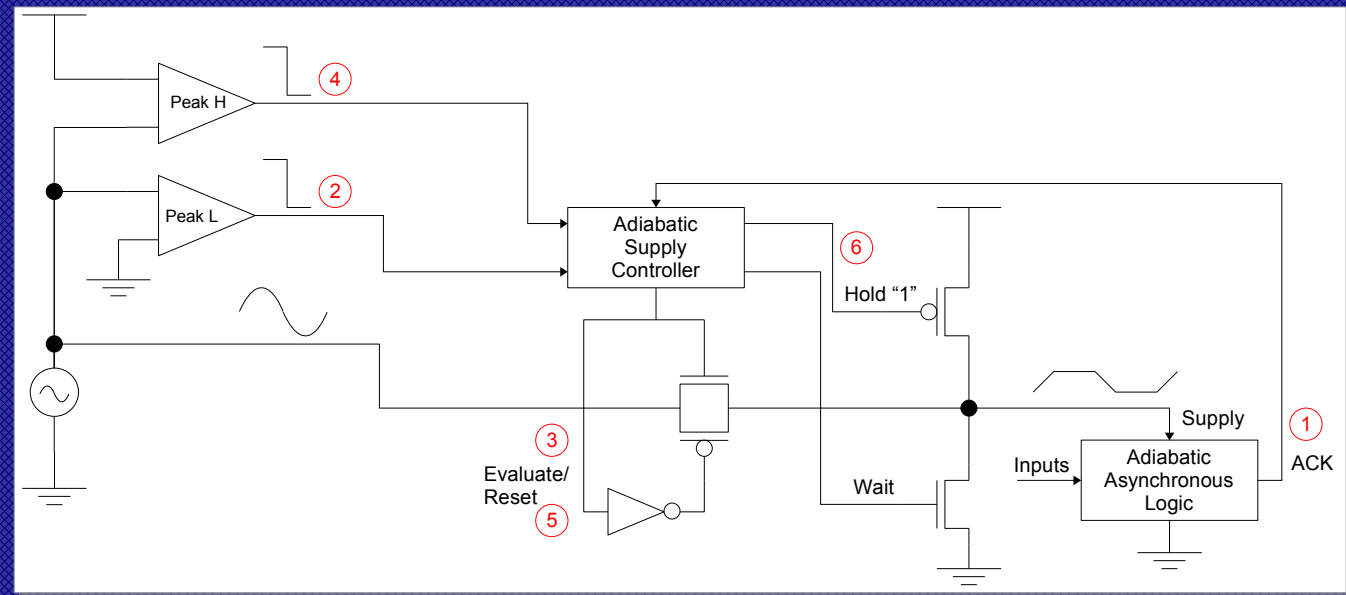 4
Peak H
2
Peak L
Adiabatic
Supply
Controller
6
Hold “1”
3
Evaluate/
Reset
5
Wait
Supply
1
ACK
Inputs
Adiabatic
Asynchronous
Logic